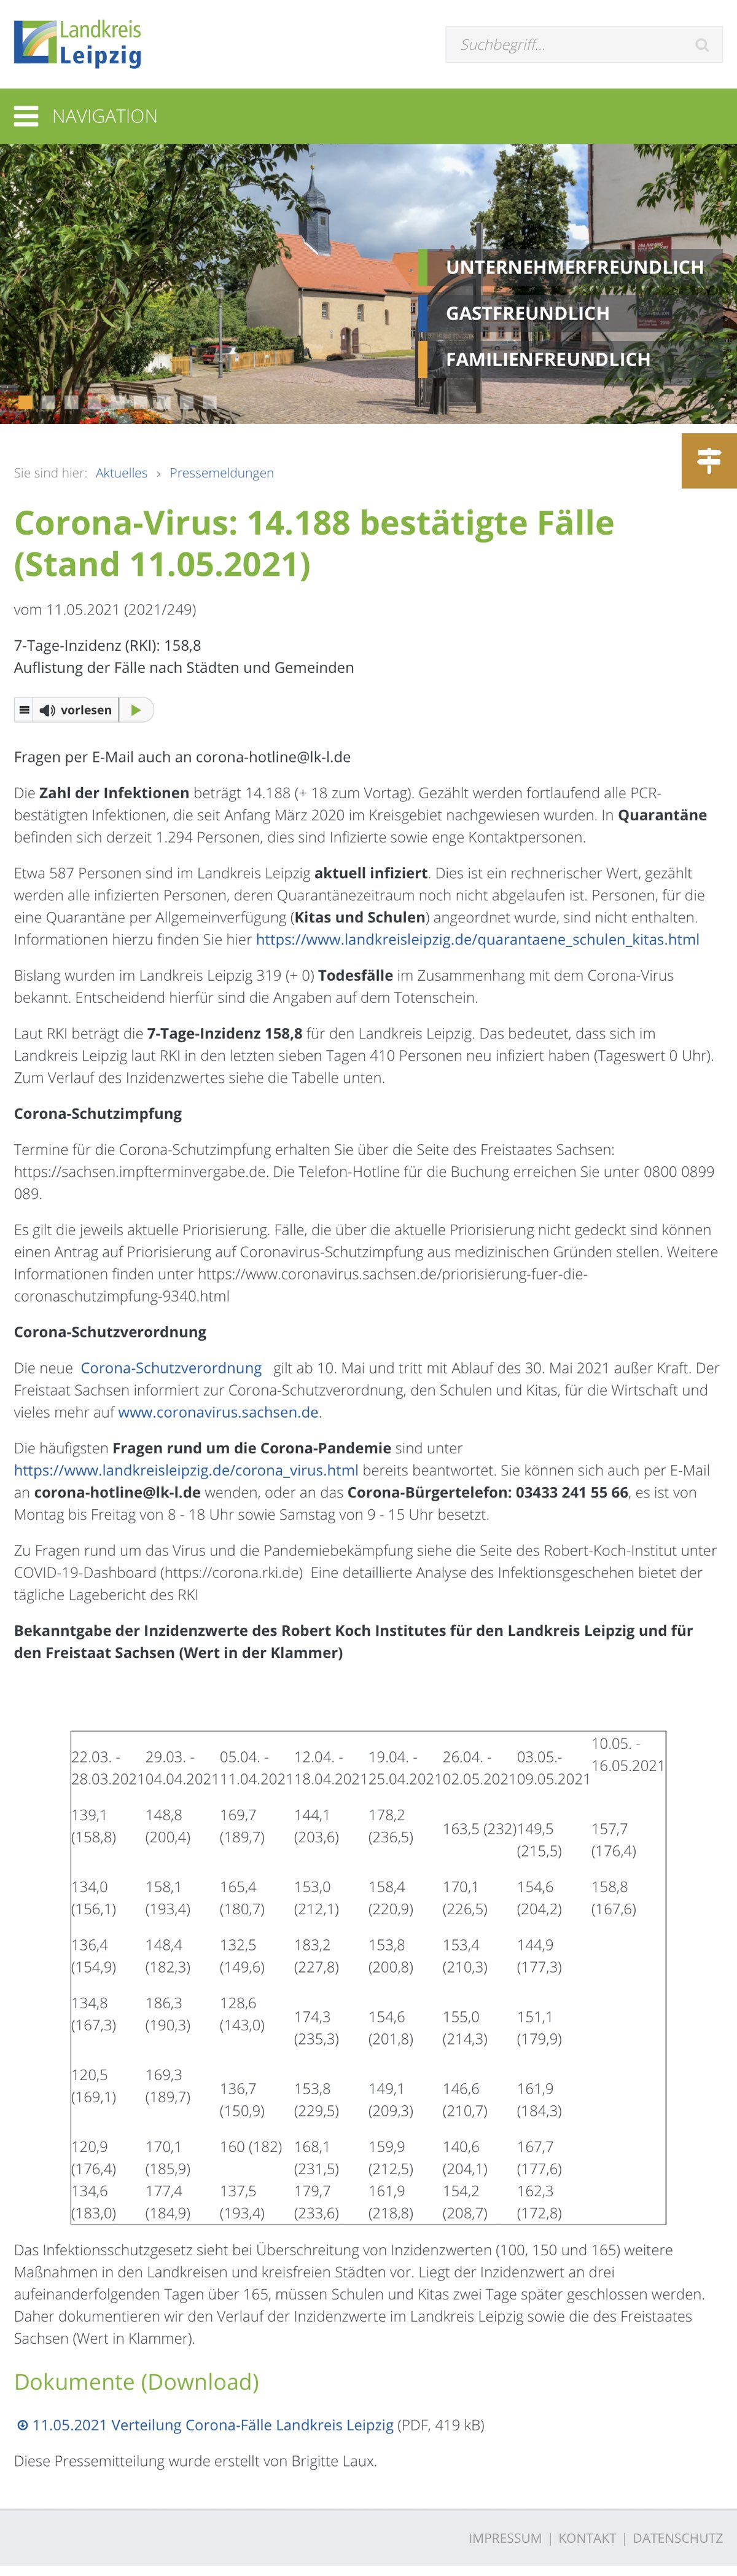 Landkreis
Leipzig
Suchbegriff...
NAVIGATION
UNTERNEHMERFREUNDLICH
GASTFREUNDLICH
FAMILIENFREUNDLICH
Sie sind hier: Aktuelles › Pressemeldungen
Corona-Virus: 14.188 bestätigte Fälle
(Stand 11.05.2021)
vom 11.05.2021 (2021/249)
7-Tage-Inzidenz (RKI): 158,8
Auflistung der Fälle nach Städten und Gemeinden
vorlesen
Fragen per E-Mail auch an corona-hotline@lk-l.de
Die Zahl der Infektionen beträgt 14.188 (+ 18 zum Vortag). Gezählt werden fortlaufend alle PCR-
bestätigten Infektionen, die seit Anfang März 2020 im Kreisgebiet nachgewiesen wurden. In Quarantäne
befinden sich derzeit 1.294 Personen, dies sind Infizierte sowie enge Kontaktpersonen.
Etwa 587 Personen sind im Landkreis Leipzig aktuell infiziert. Dies ist ein rechnerischer Wert, gezählt
werden alle infizierten Personen, deren Quarantänezeitraum noch nicht abgelaufen ist. Personen, für die
eine Quarantäne per Allgemeinverfügung (Kitas und Schulen) angeordnet wurde, sind nicht enthalten.
Informationen hierzu finden Sie hier https://www.landkreisleipzig.de/quarantaene_schulen_kitas.html
Bislang wurden im Landkreis Leipzig 319 (+ 0) Todesfälle im Zusammenhang mit dem Corona-Virus
bekannt. Entscheidend hierfür sind die Angaben auf dem Totenschein.
Laut RKI beträgt die 7-Tage-Inzidenz 158,8 für den Landkreis Leipzig. Das bedeutet, dass sich im
Landkreis Leipzig laut RKI in den letzten sieben Tagen 410 Personen neu infiziert haben (Tageswert 0 Uhr).
Zum Verlauf des Inzidenzwertes siehe die Tabelle unten.
Corona-Schutzimpfung
Termine für die Corona-Schutzimpfung erhalten Sie über die Seite des Freistaates Sachsen:
https://sachsen.impfterminvergabe.de. Die Telefon-Hotline für die Buchung erreichen Sie unter 0800 0899
089.
Es gilt die jeweils aktuelle Priorisierung. Fälle, die über die aktuelle Priorisierung nicht gedeckt sind können
einen Antrag auf Priorisierung auf Coronavirus-Schutzimpfung aus medizinischen Gründen stellen. Weitere
Informationen finden unter https://www.coronavirus.sachsen.de/priorisierung-fuer-die-
coronaschutzimpfung-9340.html
Corona-Schutzverordnung
Die neue Corona-Schutzverordnung gilt ab 10. Mai und tritt mit Ablauf des 30. Mai 2021 außer Kraft. Der
Freistaat Sachsen informiert zur Corona-Schutzverordnung, den Schulen und Kitas, für die Wirtschaft und
vieles mehr auf www.coronavirus.sachsen.de.
Die häufigsten Fragen rund um die Corona-Pandemie sind unter
https://www.landkreisleipzig.de/corona_virus.html bereits beantwortet. Sie können sich auch per E-Mail
an corona-hotline@lk-l.de wenden, oder an das Corona-Bürgertelefon: 03433 241 55 66, es ist von
Montag bis Freitag von 8 - 18 Uhr sowie Samstag von 9 - 15 Uhr besetzt.
Zu Fragen rund um das Virus und die Pandemiebekämpfung siehe die Seite des Robert-Koch-Institut unter
COVID-19-Dashboard (https://corona.rki.de) Eine detaillierte Analyse des Infektionsgeschehen bietet der
tägliche Lagebericht des RKI
Bekanntgabe der Inzidenzwerte des Robert Koch Institutes für den Landkreis Leipzig und für
den Freistaat Sachsen (Wert in der Klammer)
22.03. - 29.03. - 05.04. - 12.04. - 19.04. - 26.04. - 03.05.- 10.05. -
28.03.2021 04.04.2021 11.04.2021 18.04.2021 25.04.2021 02.05.2021 09.05.2021 16.05.2021
139,1 148,8 169,7 144,1 178,2 163,5 (232) 149,5 157,7
(158,8) (200,4) (189,7) (203,6) (236,5) (215,5) (176,4)
134,0 158,1 165,4 153,0 158,4 170,1 154,6 158,8
(156,1) (193,4) (180,7) (212,1) (220,9) (226,5) (204,2) (167,6)
136,4 148,4 132,5 183,2 153,8 153,4 144,9
(154,9) (182,3) (149,6) (227,8) (200,8) (210,3) (177,3)
134,8 186,3 128,6 174,3 154,6 155,0 151,1
(167,3) (190,3) (143,0) (235,3) (201,8) (214,3) (179,9)
120,5 169,3 136,7 153,8 149,1 146,6 161,9
(169,1) (189,7) (150,9) (229,5) (209,3) (210,7) (184,3)
120,9 170,1 160 (182) 168,1 159,9 140,6 167,7
(176,4) (185,9) (231,5) (212,5) (204,1) (177,6)
134,6 177,4 137,5 179,7 161,9 154,2 162,3
(183,0) (184,9) (193,4) (233,6) (218,8) (208,7) (172,8)
Das Infektionsschutzgesetz sieht bei Überschreitung von Inzidenzwerten (100, 150 und 165) weitere
Maßnahmen in den Landkreisen und kreisfreien Städten vor. Liegt der Inzidenzwert an drei
aufeinanderfolgenden Tagen über 165, müssen Schulen und Kitas zwei Tage später geschlossen werden.
Daher dokumentieren wir den Verlauf der Inzidenzwerte im Landkreis Leipzig sowie die des Freistaates
Sachsen (Wert in Klammer).
Dokumente (Download)
11.05.2021 Verteilung Corona-Fälle Landkreis Leipzig (PDF, 419 kB)
Diese Pressemitteilung wurde erstellt von Brigitte Laux.
IMPRESSUM | KONTAKT | DATENSCHUTZ